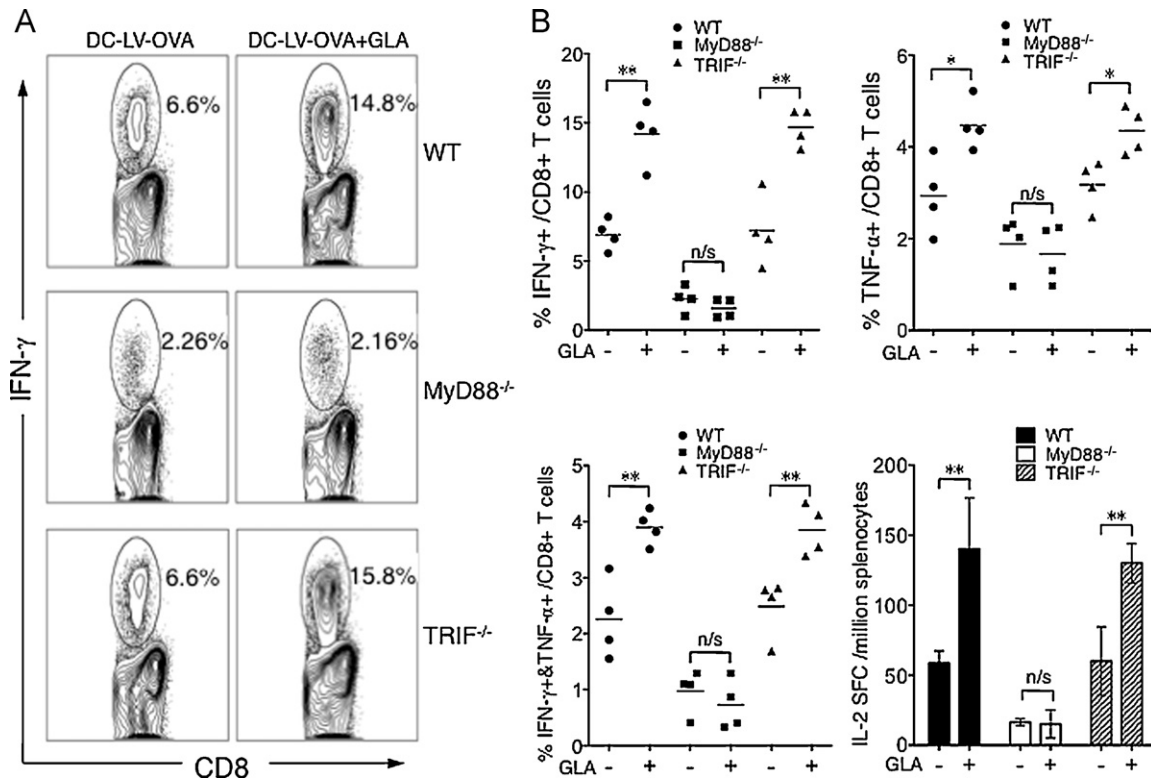 A
DC-LV-OVA
DC-LV-OVA+GLA
6.6%
14.8%
WT
2.26%
2.16%
MyD88-/-
6.6%
15.8%
TRIF-/-
IFN-γ
CD8
B
WT
MyD88-/-
TRIF-/-
% IFN-γ+ /CD8+ T cells
20
15
10
5
0
**
n/s
**
GLA - + - + - +
WT
MyD88-/-
TRIF-/-
% TNF-α+ /CD8+ T cells
6
4
2
0
*
n/s
*
GLA - + - + - +
WT
MyD88-/-
TRIF-/-
% IFN-γ+&TNF-α+ /CD8+ T cells
5
4
3
2
1
0
**
n/s
**
GLA - + - + - +
WT
MyD88-/-
TRIF-/-
IL-2 SFC /million splenocytes
200
150
100
50
0
**
n/s
**
GLA - + - + - +